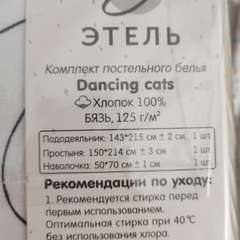 ЭТЕЛЬ
Комплект постельного белья
Dancing cats
Хлопок 100%
БЯЗЬ, 125 г/м²
Пододеяльник: 143*215 см ± 2 см 1 шт.
Простыня: 150*214 см ± 3 см 1 шт.
Наволочка: 50*70 см ± 1 см 1 шт.
Рекомендации по уходу:
1. Рекомендуется стирка перед
первым использованием.
Оптимальная стирка при 40℃
без использования хлора.